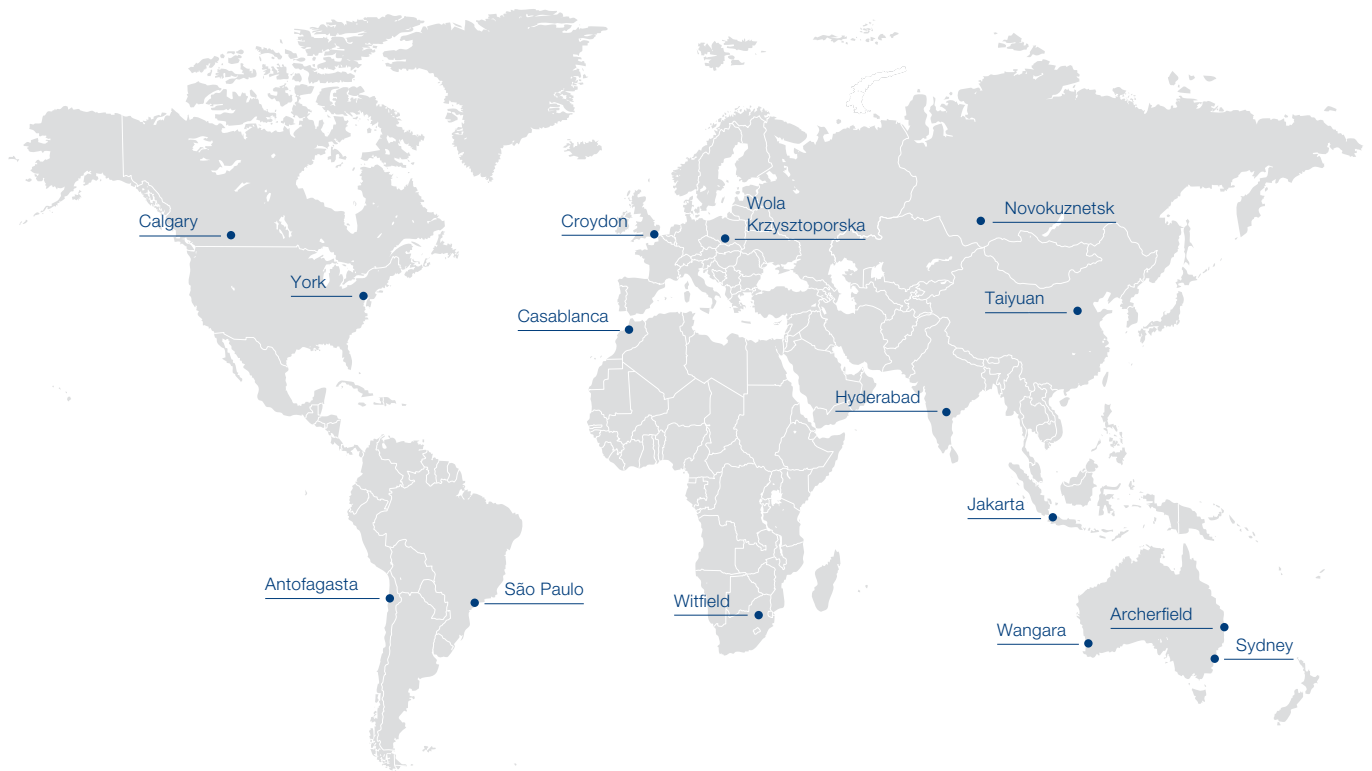 Wola
Krzysztoporska
Novokuznetsk
Calgary
Croydon
York
Taiyuan
Casablanca
Hyderabad
Jakarta
Antofagasta
São Paulo
Witfield
Archerfield
Wangara
Sydney